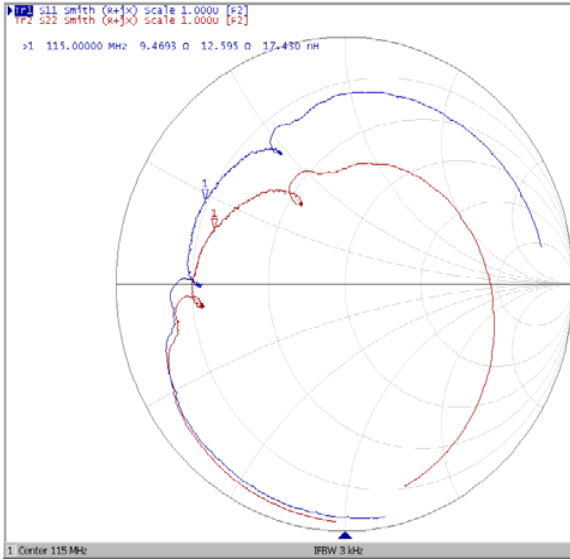 Tr1 S11 Smith (R+jX) Scale 1.000U [F2]
Tr2 S22 Smith (R+jX) Scale 1.000U [F2]
>1 115.00000 MHz 9.4693 Ω 12.595 Ω 17.430 nH
1
1
1 Center 115 MHz IFBW 3 kHz